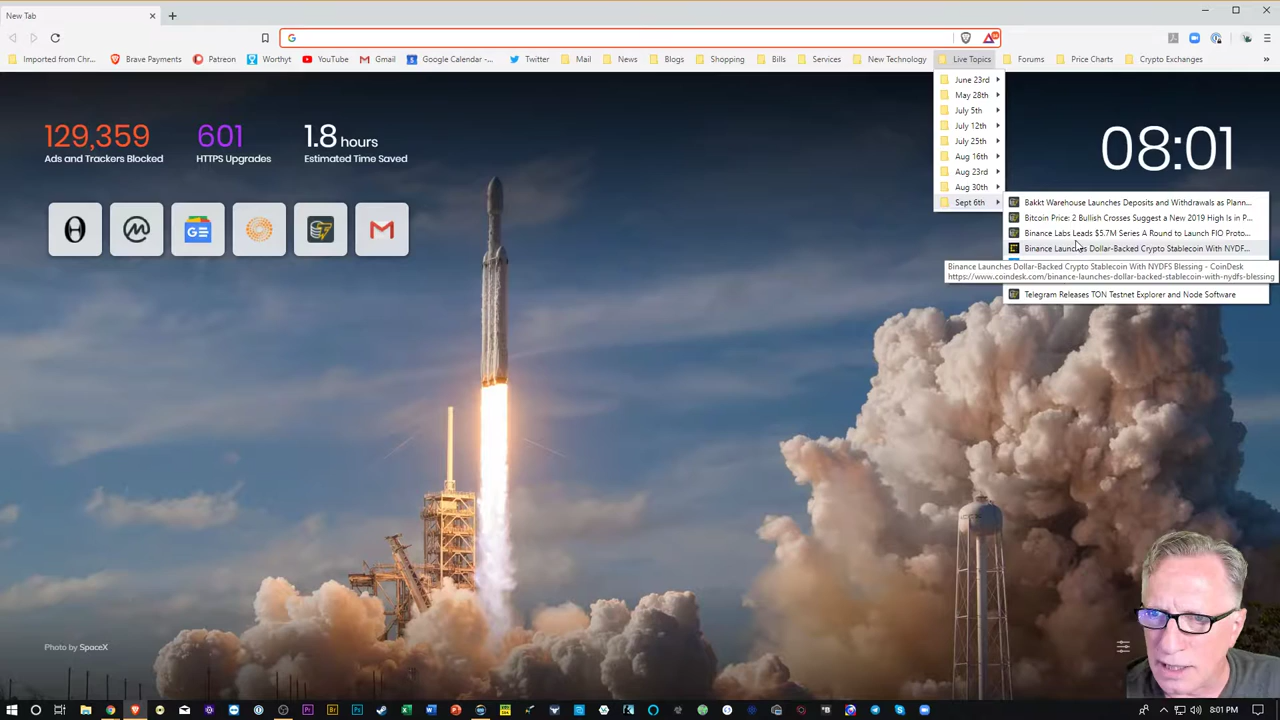 New Tab
Imported from Chr...
Brave Payments
Patreon
Worthyt
YouTube
Gmail
Google Calendar -...
Twitter
Mail
News
Blogs
Shopping
Bills
Services
New Technology
Live Topics
Forums
Price Charts
Crypto Exchanges
»
June 23rd
May 28th
July 5th
July 12th
July 25th
Aug 16th
Aug 23rd
Aug 30th
Sept 6th
Bakkt Warehouse Launches Deposits and Withdrawals as Plann...
Bitcoin Price: 2 Bullish Crosses Suggest a New 2019 High Is in P...
Binance Labs Leads $5.7M Series A Round to Launch FIO Proto...
Binance Launches Dollar-Backed Crypto Stablecoin With NYDF...
Binance Launches Dollar-Backed Crypto Stablecoin With NYDFS Blessing - CoinDesk
https://www.coindesk.com/binance-launches-dollar-backed-stablecoin-with-nydfs-blessing
Telegram Releases TON Testnet Explorer and Node Software
129,359
Ads and Trackers Blocked
601
HTTPS Upgrades
1.8 hours
Estimated Time Saved
08:01
Photo by SpaceX
8:01 PM